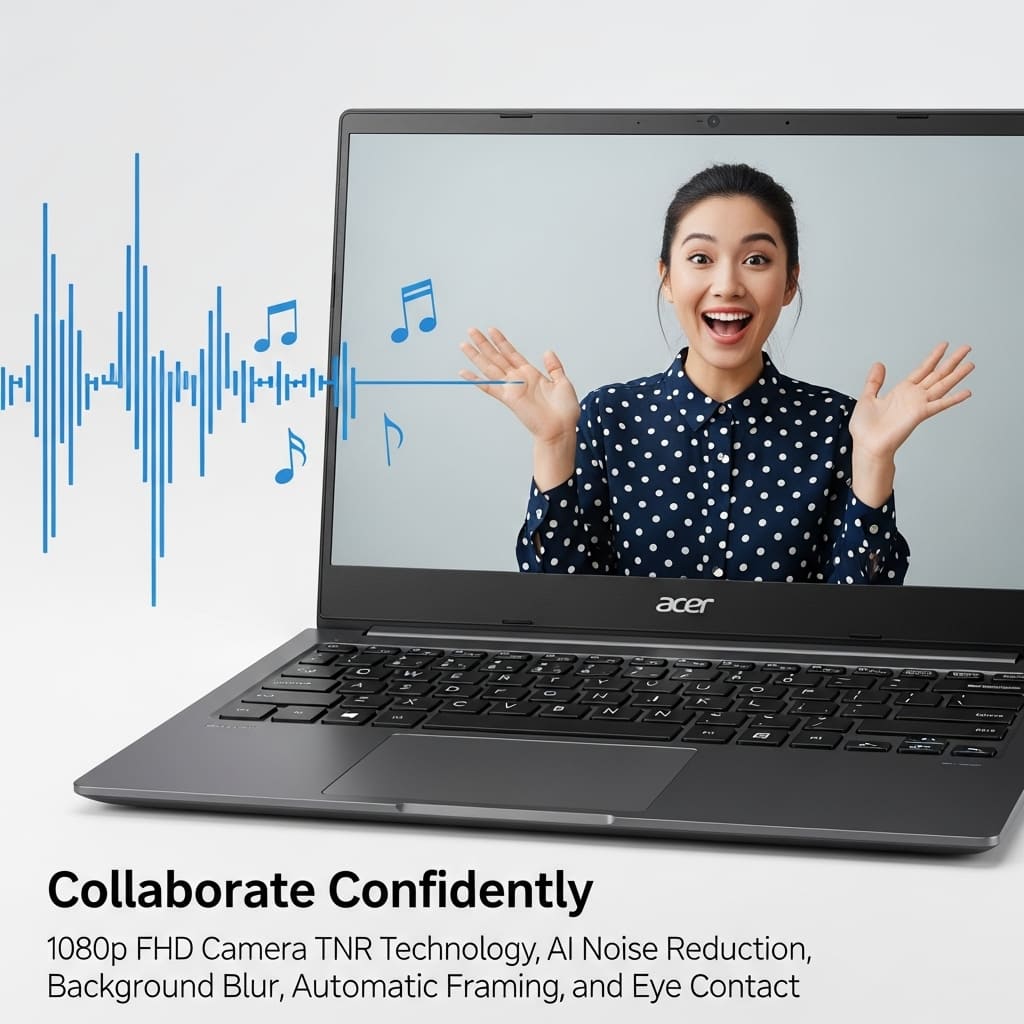 acer
Collaborate Confidently
1080p FHD Camera TNR Technology, AI Noise Reduction,
Background Blur, Automatic Framing, and Eye Contact